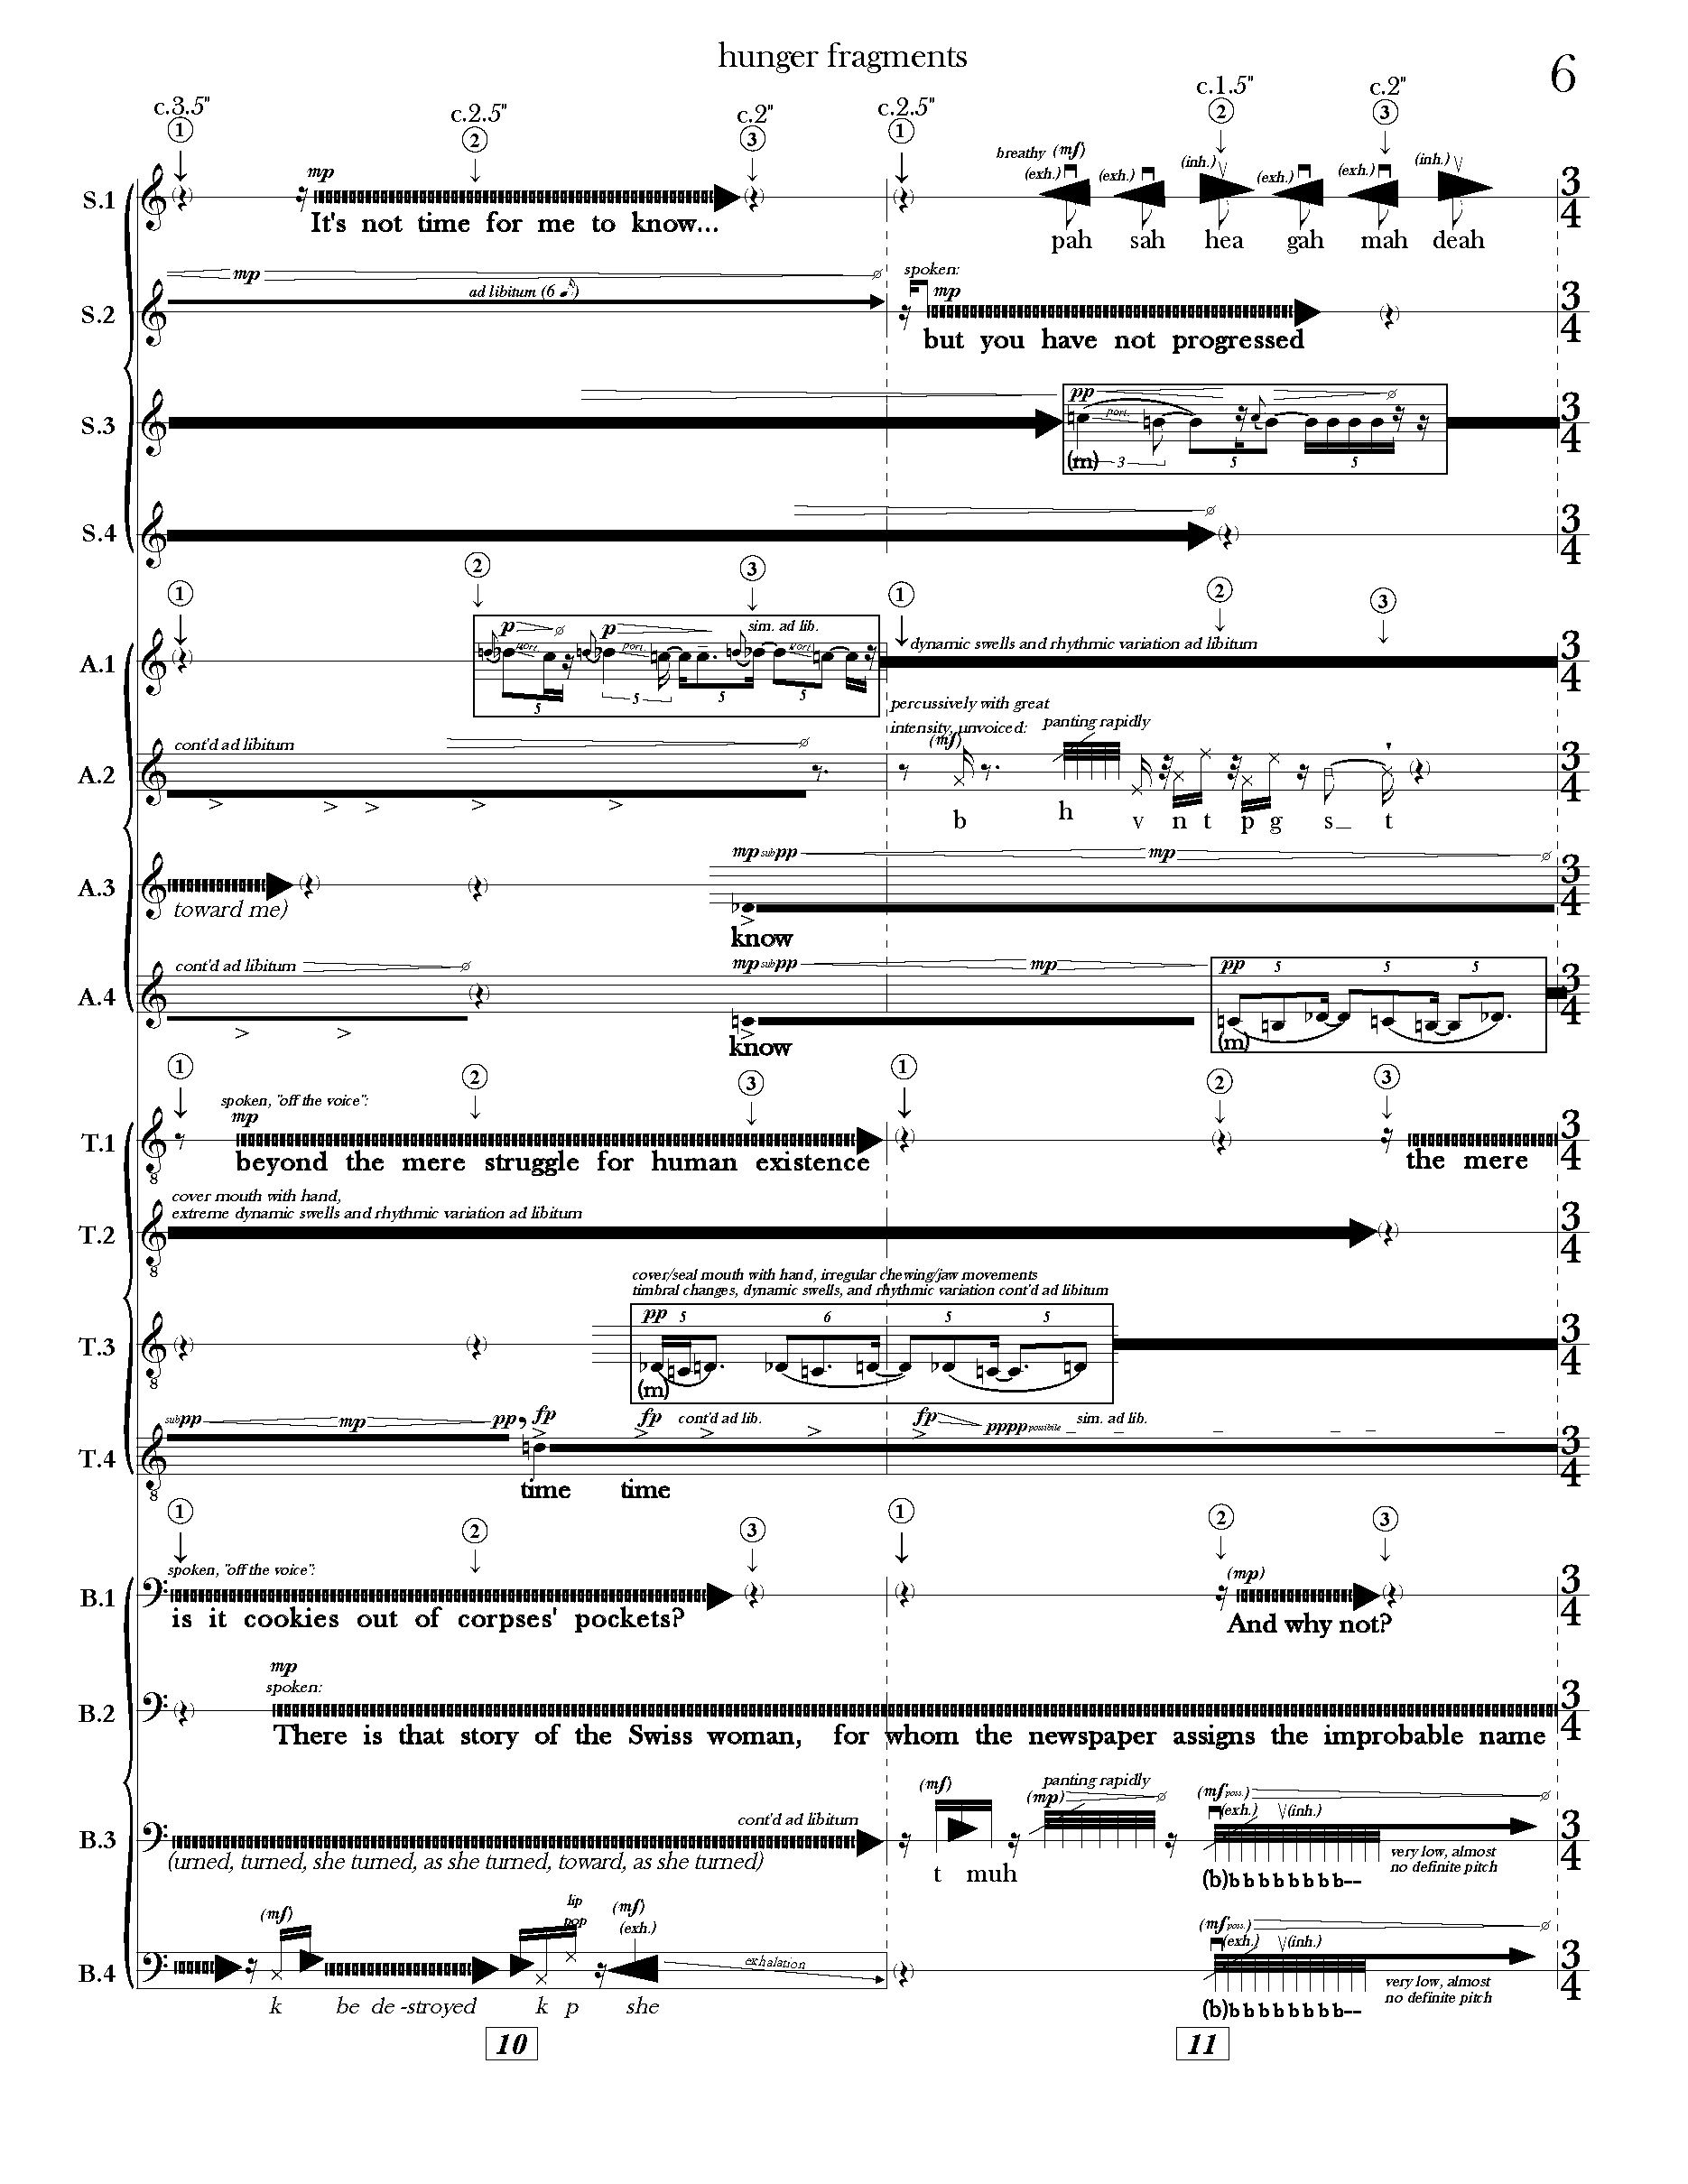 hunger fragments
6
c.3.5" c.2.5" c.2" c.2.5" c.1.5" c.2"
1 2 3 1 2 3
S.1 mp breathy (mf) (exh.) (exh.) (inh.) (exh.) (exh.) (inh.) 3/4
It's not time for me to know... pah sah hea gah mah deah
S.2 mp ad libitum (6 ) spoken: mp 3/4
but you have not progressed
S.3 pp port. 3 5 5 3/4
(m)
S.4 3/4
1 2 3 1 2 3
A.1 p port. 5 p port. 5 5 sim. ad lib. port. 5 dynamic swells and rhythmic variation ad libitum 3/4
percussively with great
intensity, unvoiced: panting rapidly
A.2 cont'd ad libitum (mf) 3/4
b h v n t p g s_ t
A.3 mp sub pp mp 3/4
toward me) know
A.4 cont'd ad libitum mp sub pp mp pp 5 5 5 3/4
know (m)
1 2 3 1 2 3
spoken, "off the voice":
T.1 mp 3/4
beyond the mere struggle for human existence the mere
cover mouth with hand,
extreme dynamic swells and rhythmic variation ad libitum
T.2 3/4
cover/seal mouth with hand, irregular chewing/jaw movements
timbral changes, dynamic swells, and rhythmic variation cont'd ad libitum
T.3 pp 5 6 5 5 3/4
(m)
T.4 sub pp mp pp fp fp cont'd ad lib. fp pppp possibile sim. ad lib. 3/4
time time
1 2 3 1 2 3
spoken, "off the voice":
B.1 (mp) 3/4
is it cookies out of corpses' pockets? And why not?
mp
spoken:
B.2 3/4
There is that story of the Swiss woman, for whom the newspaper assigns the improbable name
B.3 cont'd ad libitum (mf) (mp) panting rapidly (mf poss.) (exh.) (inh.) very low, almost no definite pitch 3/4
(urned, turned, she turned, as she turned, toward, as she turned) t muh (b)b b b b b b b b--
B.4 (mf) lip pop (mf) (exh.) exhalation (mf poss.) (exh.) (inh.) very low, almost no definite pitch 3/4
k be de -stroyed k p she (b)b b b b b b b b--
10 11